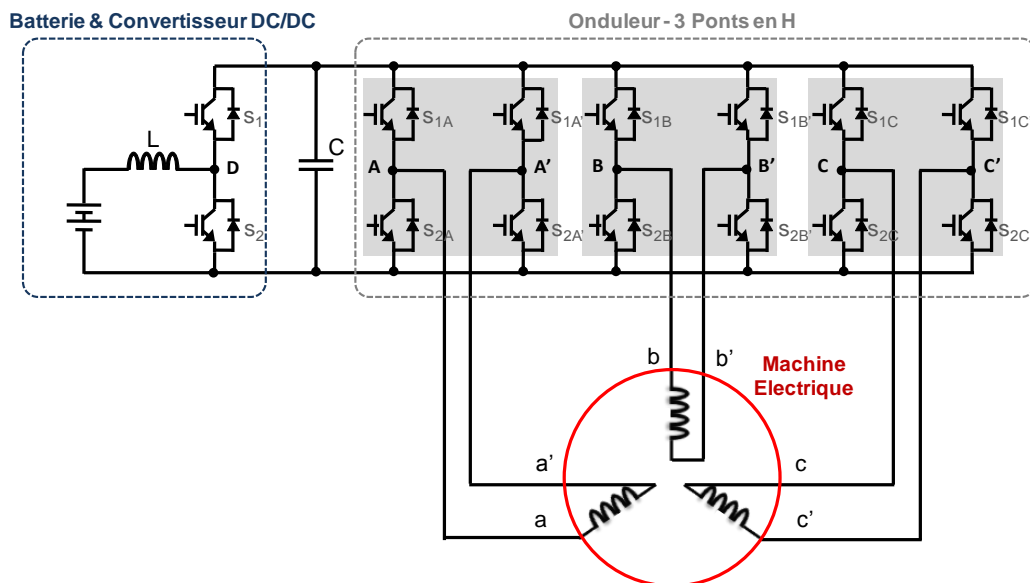 Batterie & Convertisseur DC/DC
Onduleur - 3 Ponts en H
S1
S1A
S1A'
S1B
S1B'
S1C
S1C
L
D
C
A
A'
B
B'
C
C'
S2
S2A
S2A'
S2B
S2B'
S2C
S2C
b
b'
Machine
Electrique
a'
c
a
c'